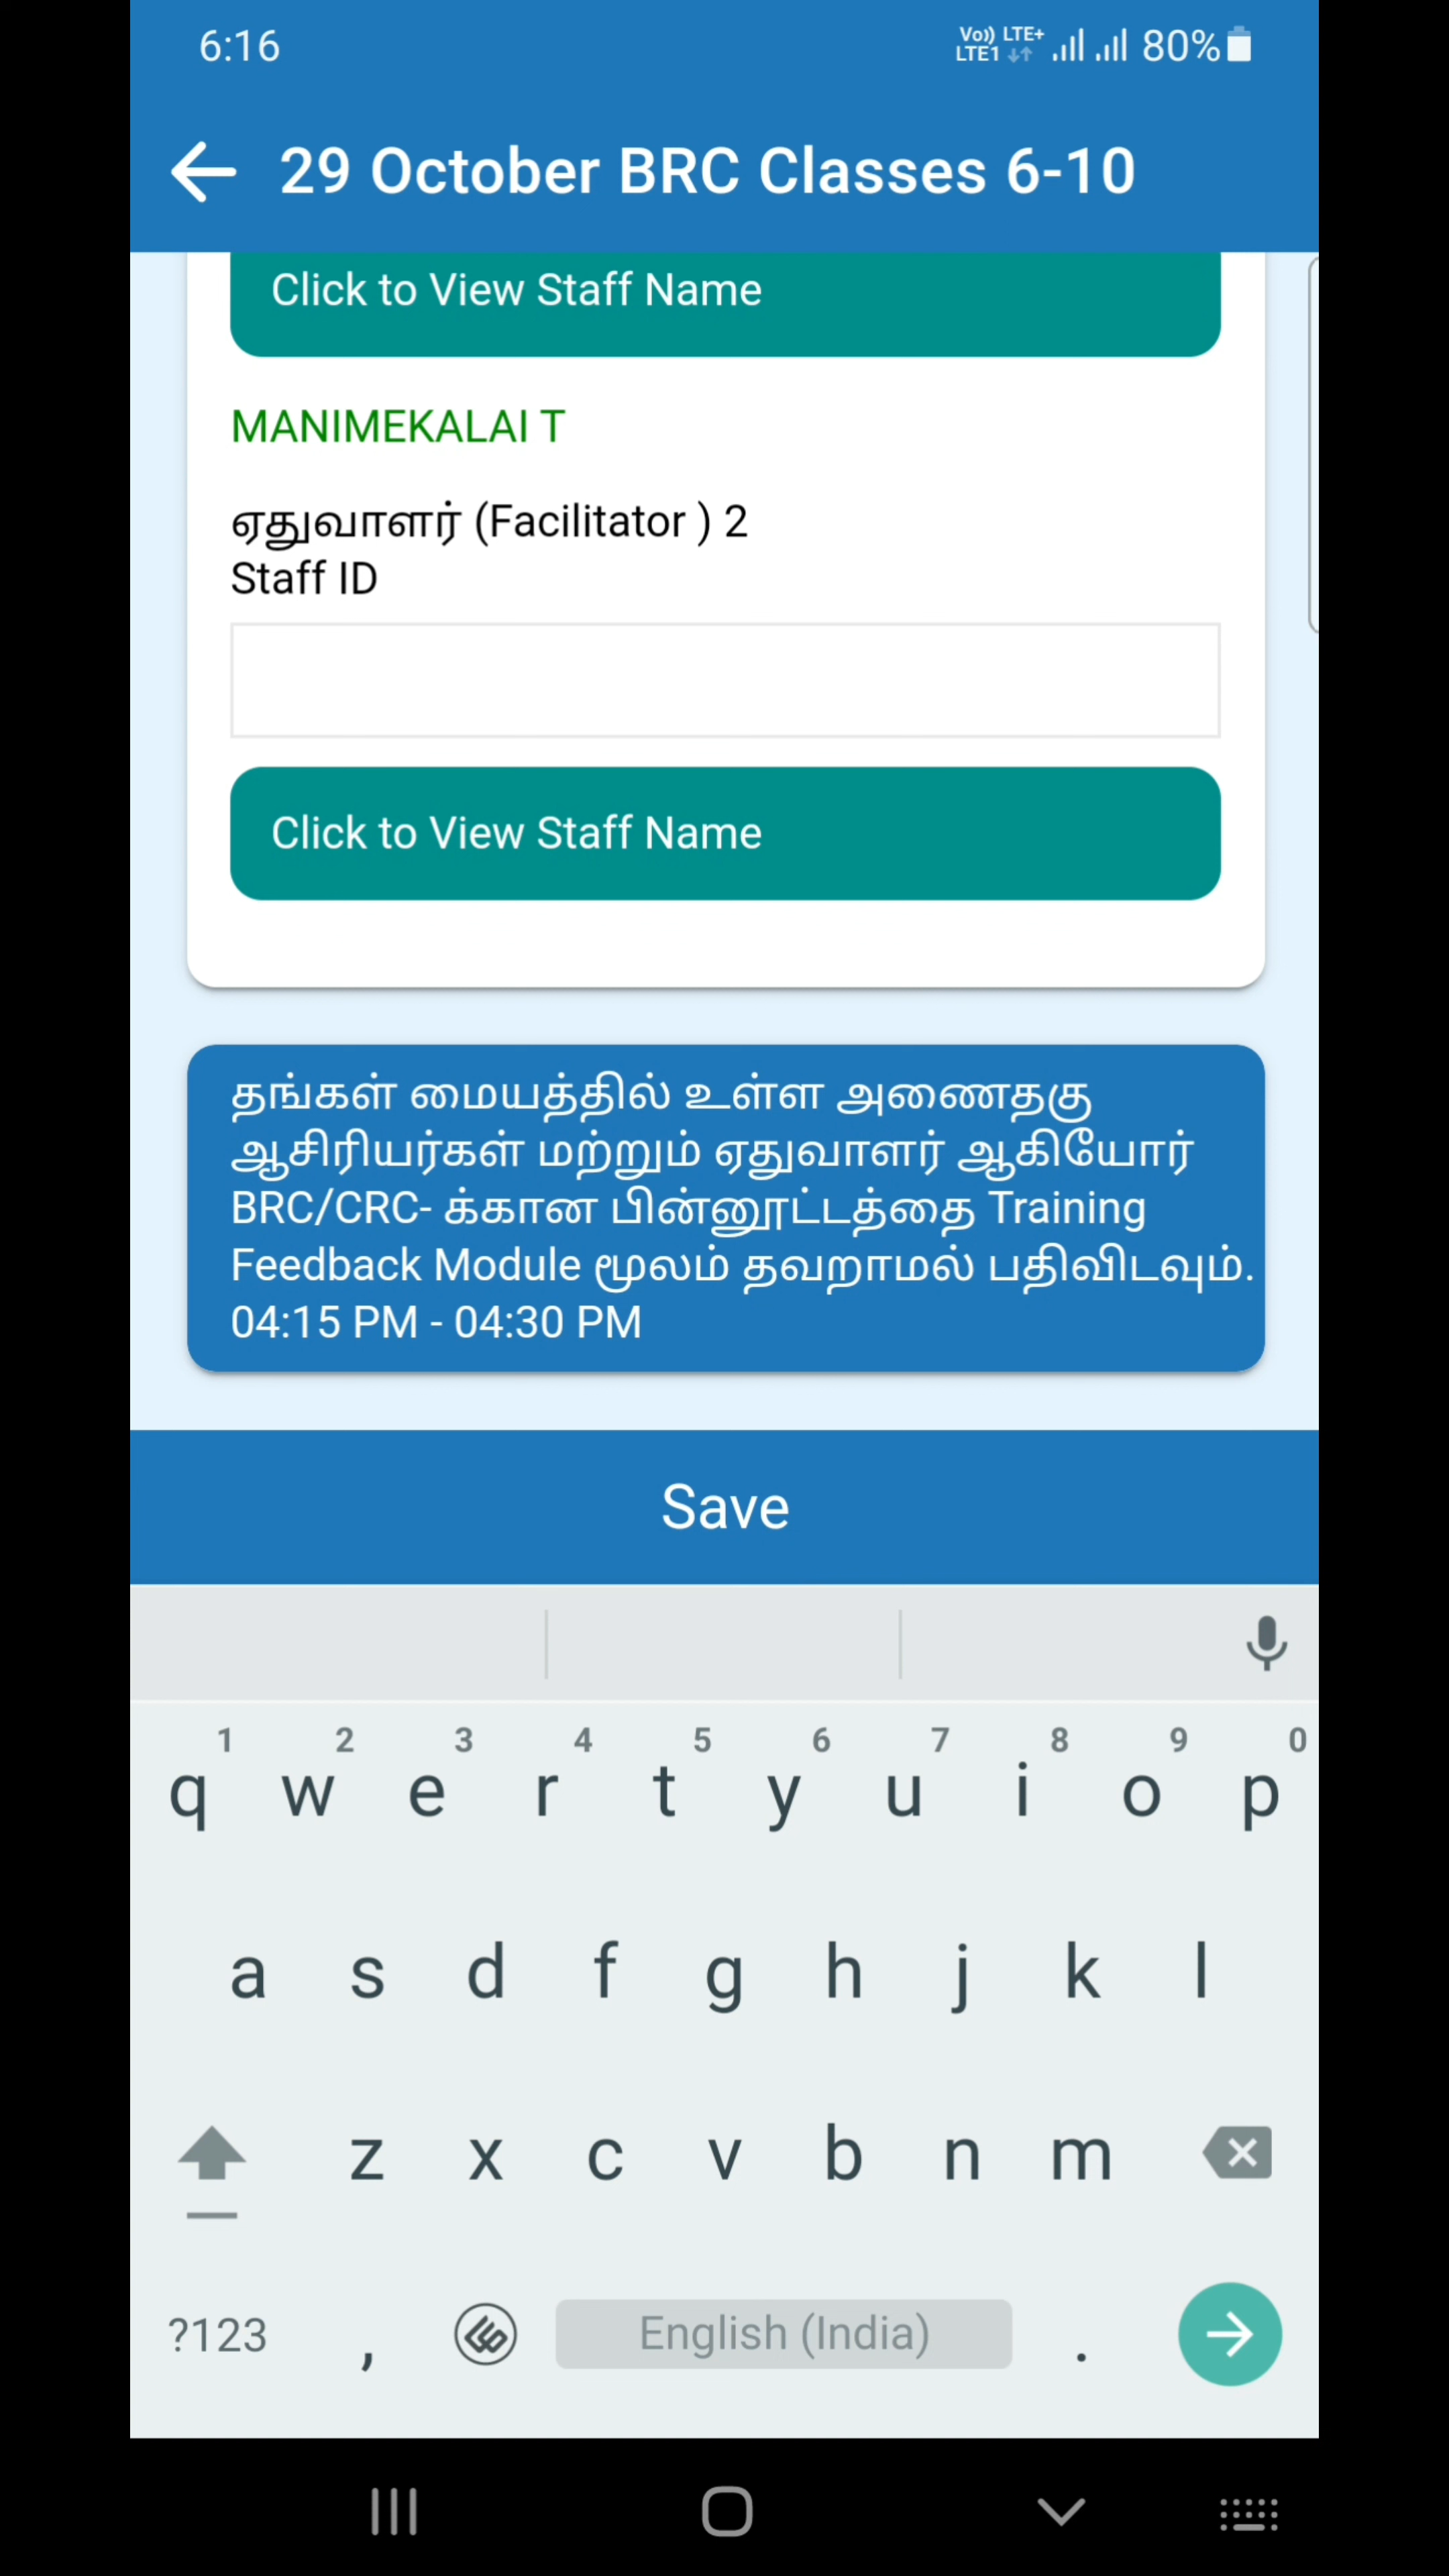 6:16
Vo)) LTE+
LTE1
80%
29 October BRC Classes 6-10
Click to View Staff Name
MANIMEKALAI T
ஏதுவாளர் (Facilitator ) 2
Staff ID
Click to View Staff Name
தங்கள் மையத்தில் உள்ள அணைதகு
ஆசிரியர்கள் மற்றும் ஏதுவாளர் ஆகியோர்
BRC/CRC- க்கான பின்னூட்டத்தை Training
Feedback Module மூலம் தவறாமல் பதிவிடவும்.
04:15 PM - 04:30 PM
Save
1 2 3 4 5 6 7 8 9 0
q w e r t y u i o p
a s d f g h j k l
z x c v b n m
?123 , English (India) .